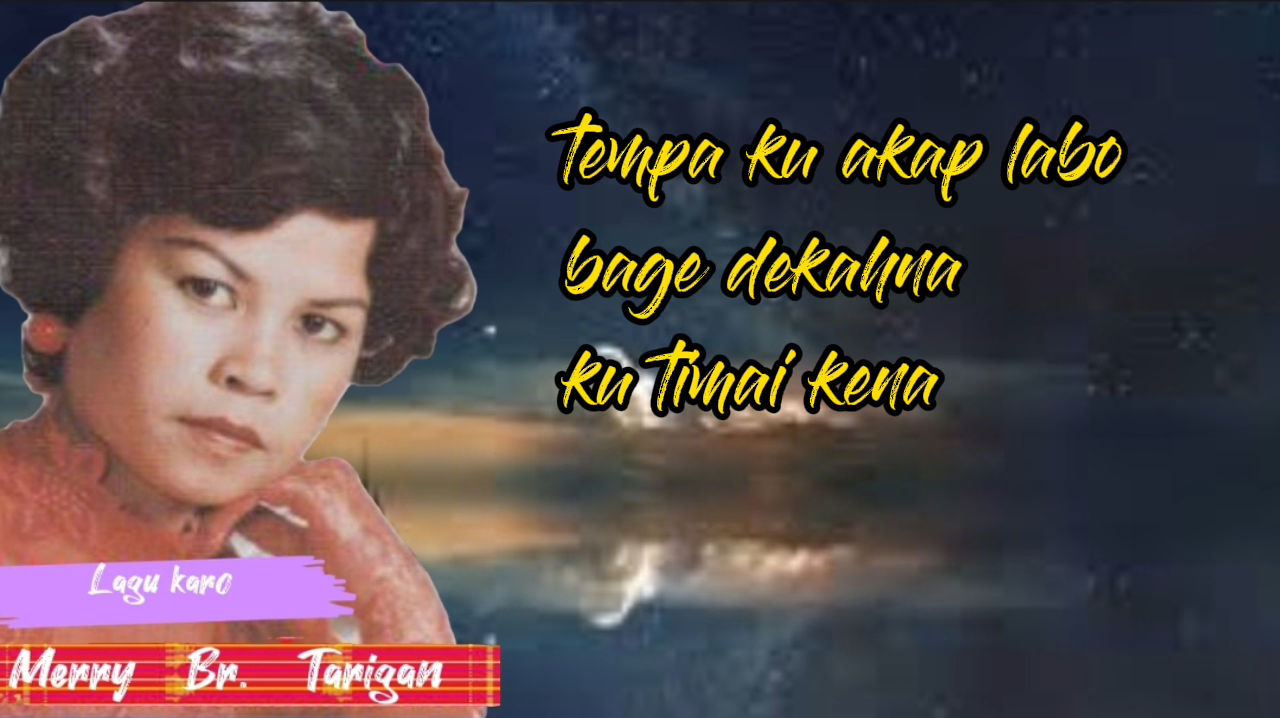 tempa ku akap labo
bage dekahna
ku timai kena
Lagu karo
Merry Br. Tarigan